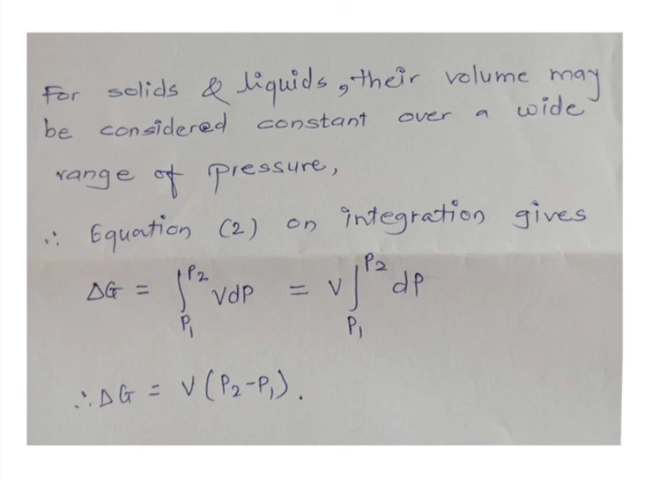 For solids & liquids, their volume may
be considered constant over a wide
range of pressure,
∴ Equation (2) on integration gives
ΔG = ∫P₁^P₂ VdP = V∫P₁^P₂ dP
∴ ΔG = V(P₂-P₁).